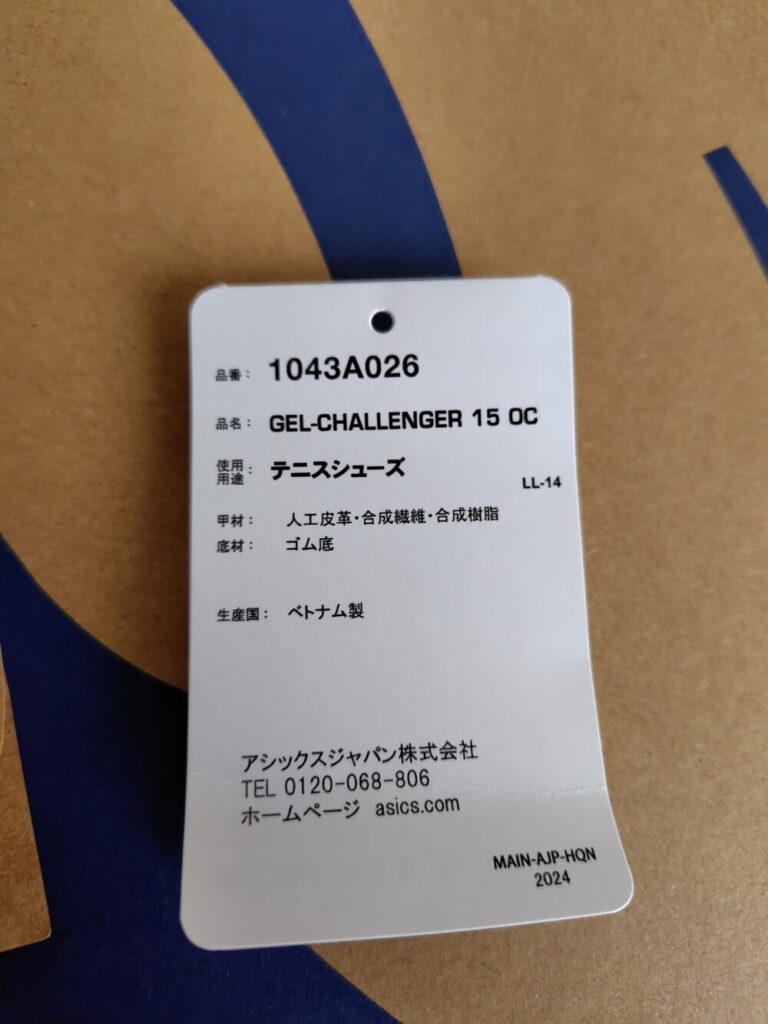 品番： 1043A026
品名： GEL-CHALLENGER 15 OC
使用用途： テニスシューズ
LL-14
甲材： 人工皮革・合成繊維・合成樹脂
底材： ゴム底
生産国： ベトナム製
アシックスジャパン株式会社
TEL 0120-068-806
ホームページ asics.com
MAIN-AJP-HQN
2024